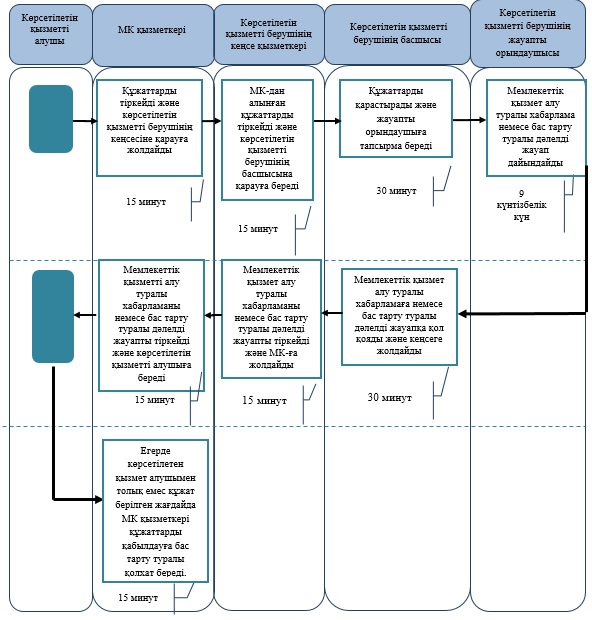 Көрсетілетін
қызметті
алушы
МК қызметкері
Көрсетілетін
қызметті берушінің
кеңсе қызметкері
Көрсетілетін қызметті
берушінің басшысы
Көрсетілетін
қызметті берушінің
жауапты
орындаушысы
Құжаттарды
тіркейді және
көрсетілетін
қызметті берушінің
кеңсесіне қарауға
жолдайды
15 минут
МК-дан
алынған
құжаттарды
тіркейді және
көрсетілетін
қызметті
берушінің
басшысына
қарауға береді
15 минут
Құжаттарды
қарастырады және
жауапты
орындаушыға
тапсырма береді
30 минут
Мемлекеттік
қызмет алу
туралы хабарлама
немесе бас тарту
туралы дәлелді
жауап
дайындайды
9
күнтізбелік
күн
Мемлекеттік
қызметті алу
туралы
хабарламаны
немесе бас тарту
туралы дәлелді
жауапты тіркейді
және көрсетілетін
қызметті алушыға
береді
15 минут
Мемлекеттік
қызмет алу
туралы
хабарламаны
немесе бас тарту
туралы дәлелді
жауапты тіркейді
және МК-ға
жолдайды
15 минут
Мемлекеттік қызмет
алу туралы
хабарламаға немесе
бас тарту туралы
дәлелді жауапқа қол
қояды және кеңсеге
жолдайды
30 минут
Егерде
көрсетілетен
қызмет алушымен
толық емес құжат
берілген жағдайда
МК қызметкері
құжаттарды
қабылдауға бас
тарту туралы
қолхат береді.
15 минут